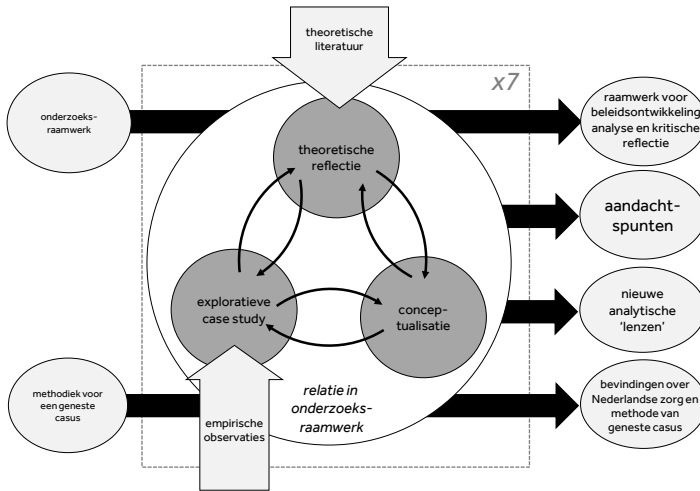 theoretische
literatuur
x7
onderzoeks-
raamwerk
raamwerk voor
beleidsontwikkeling
analyse en kritische
reflectie
theoretische
reflectie
aandacht-
spunten
exploratieve
case study
concep-
tualisatie
nieuwe
analytische
‘lenzen’
methodiek voor
een geneste
casus
empirische
observaties
relatie in
onderzoeks-
raamwerk
bevindingen over
Nederlandse zorg en
methode van
geneste casus